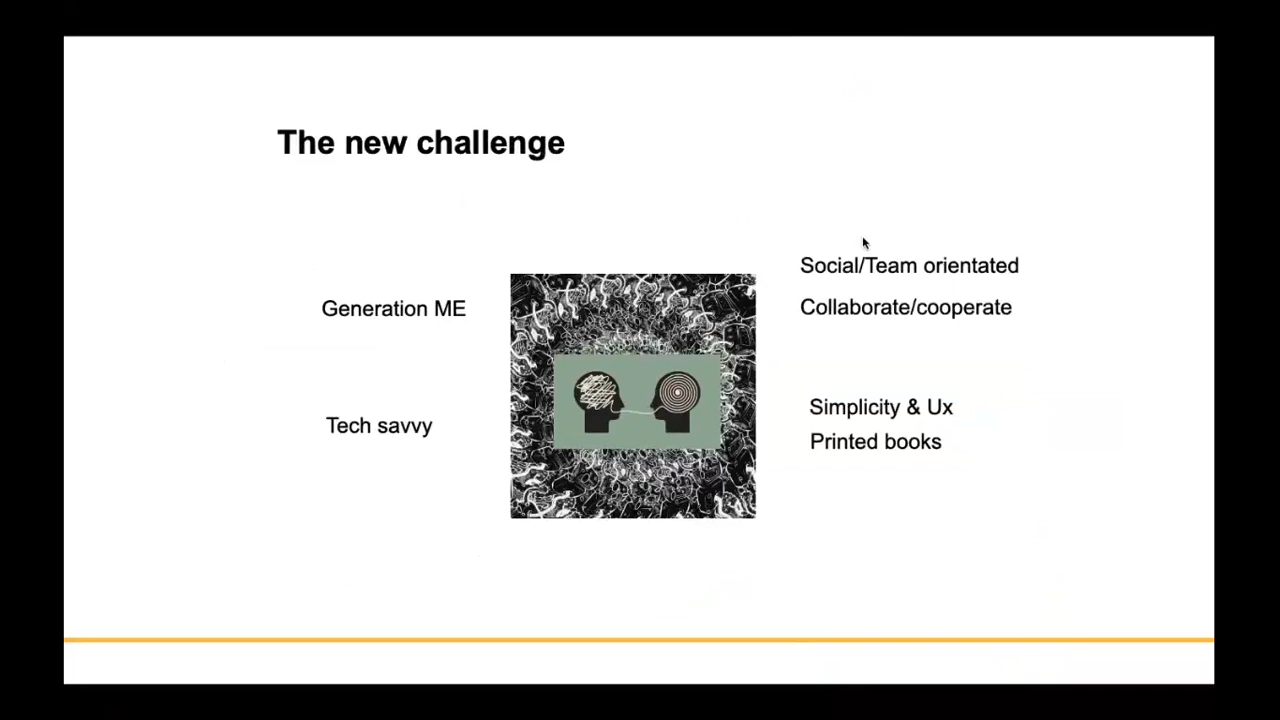 The new challenge
Generation ME
Tech savvy
Social/Team orientated
Collaborate/cooperate
Simplicity & Ux
Printed books